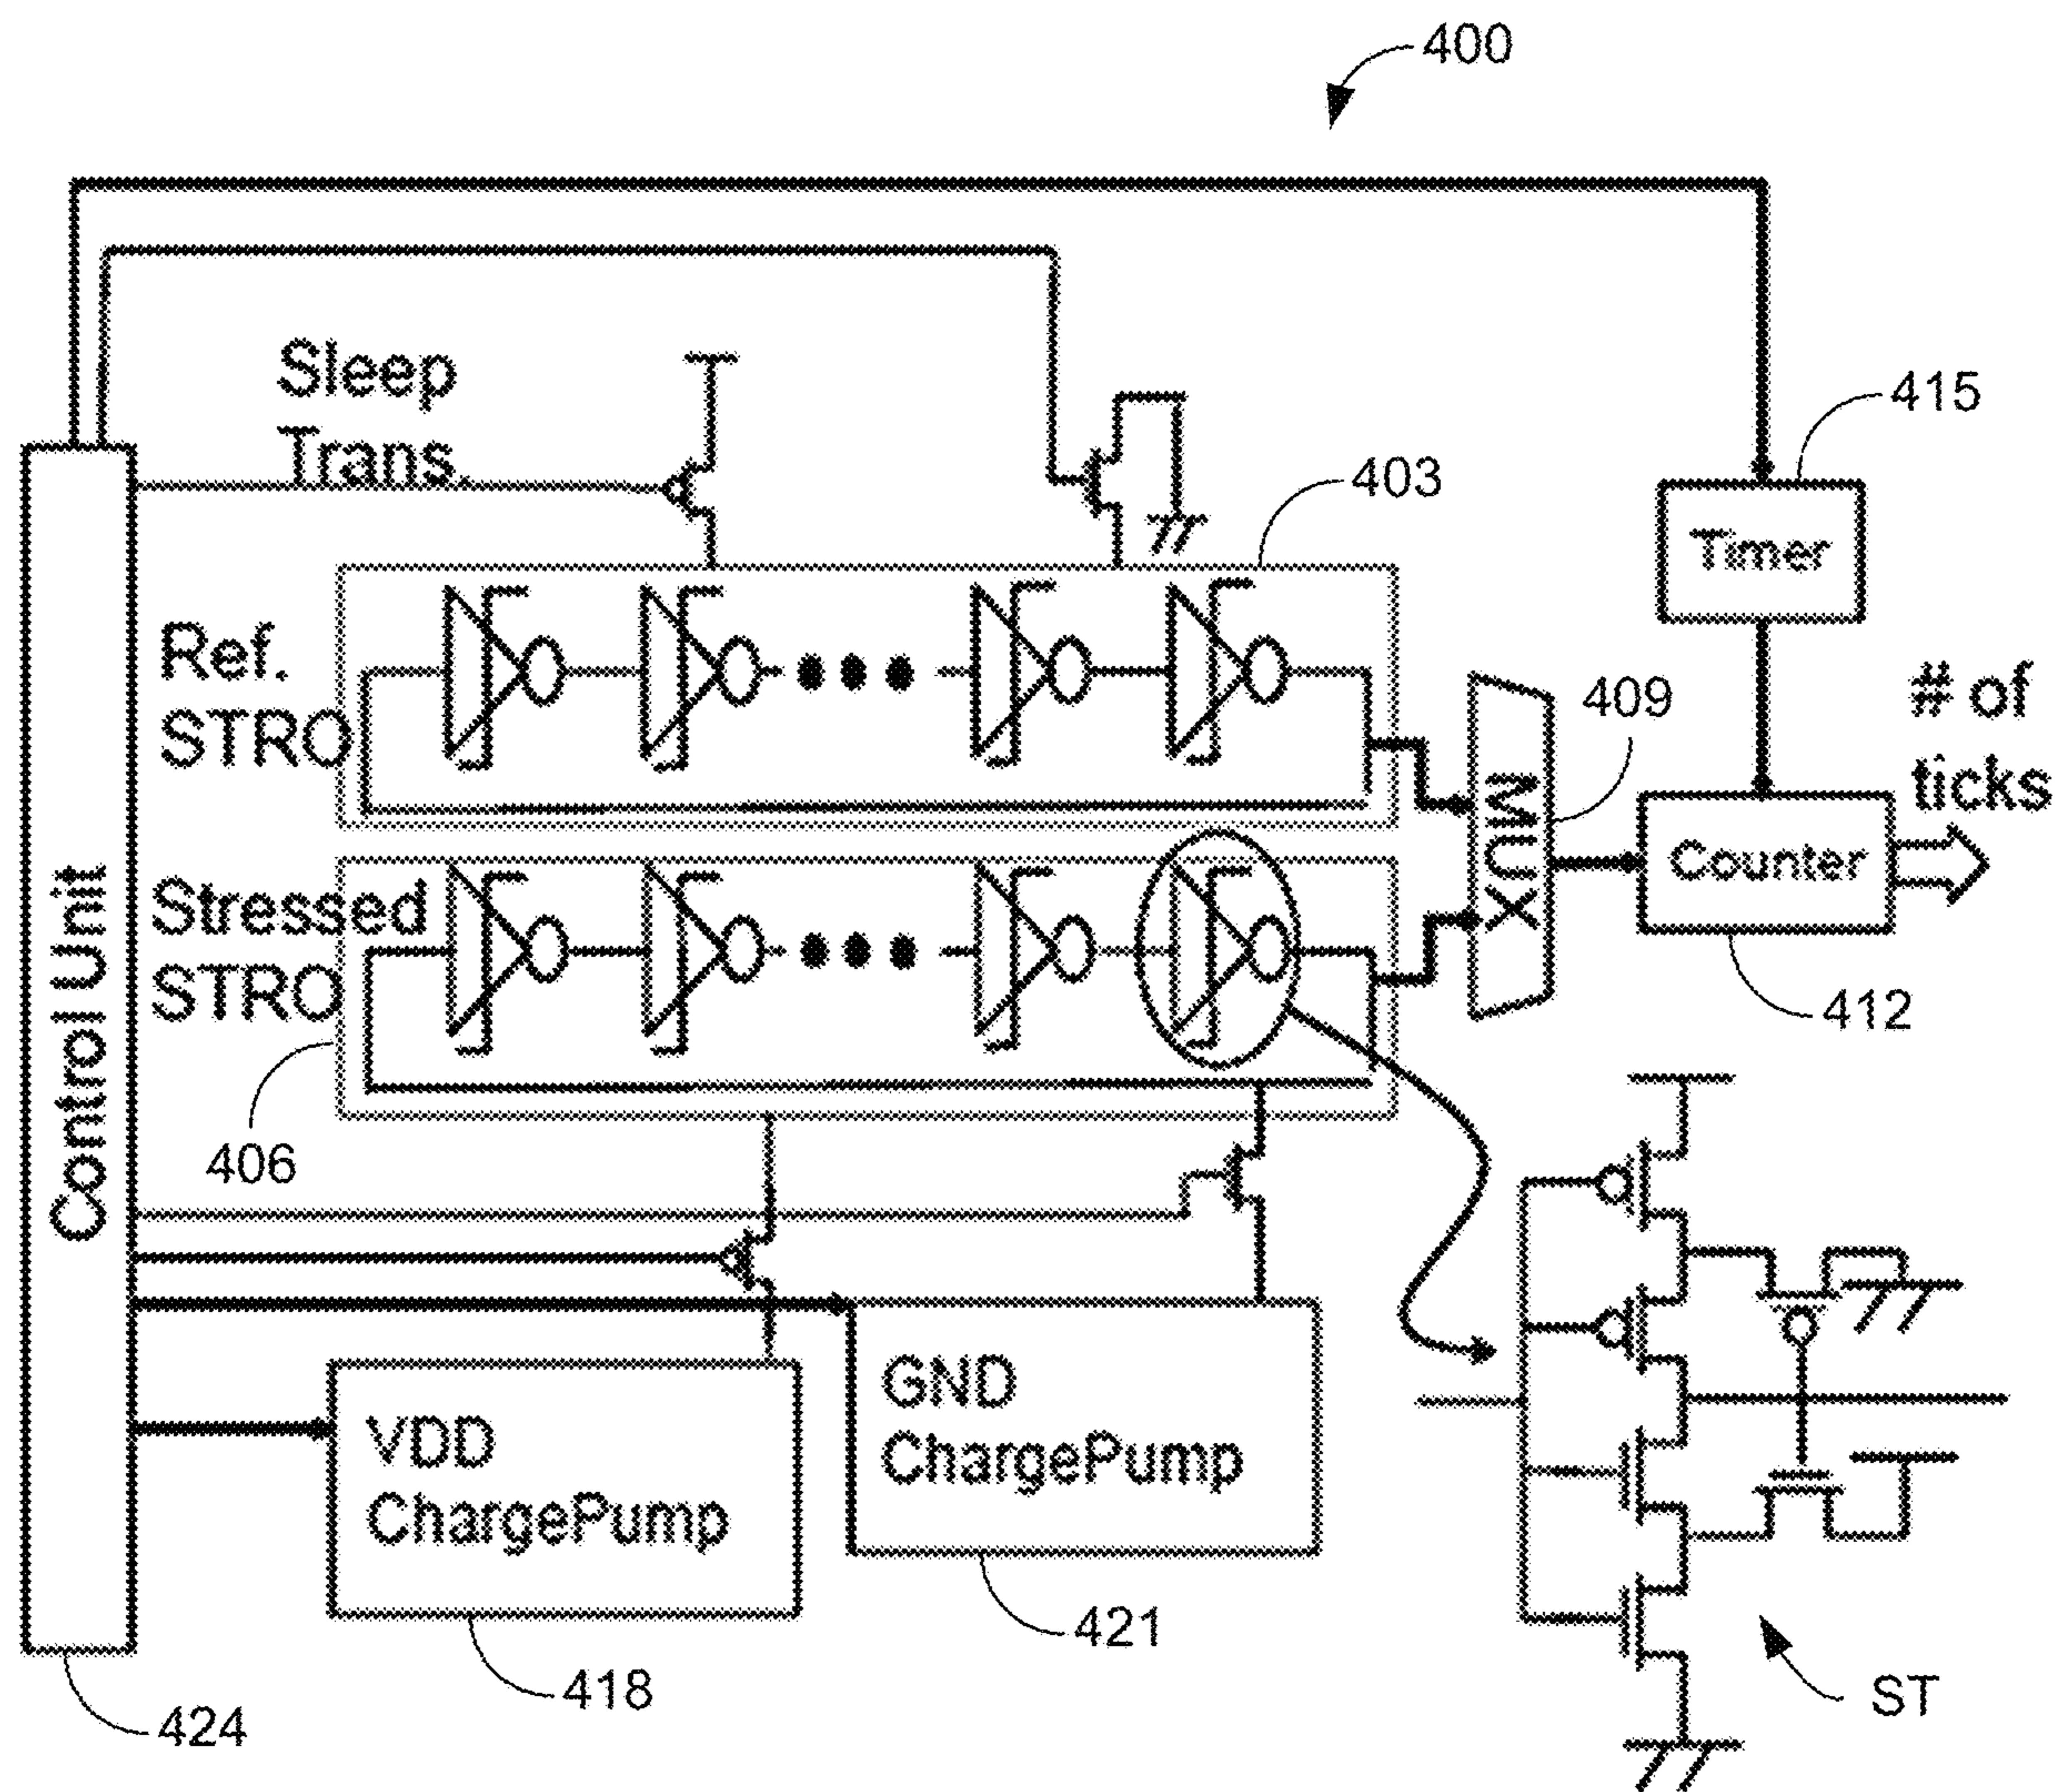 400
Sleep
Trans.
415
403
Timer
Ref.
STRO
409
# of
ticks
MUX
Counter
Control Unit
Stressed
STRO
412
406
GND
ChargePump
VDD
ChargePump
421
418
ST
424